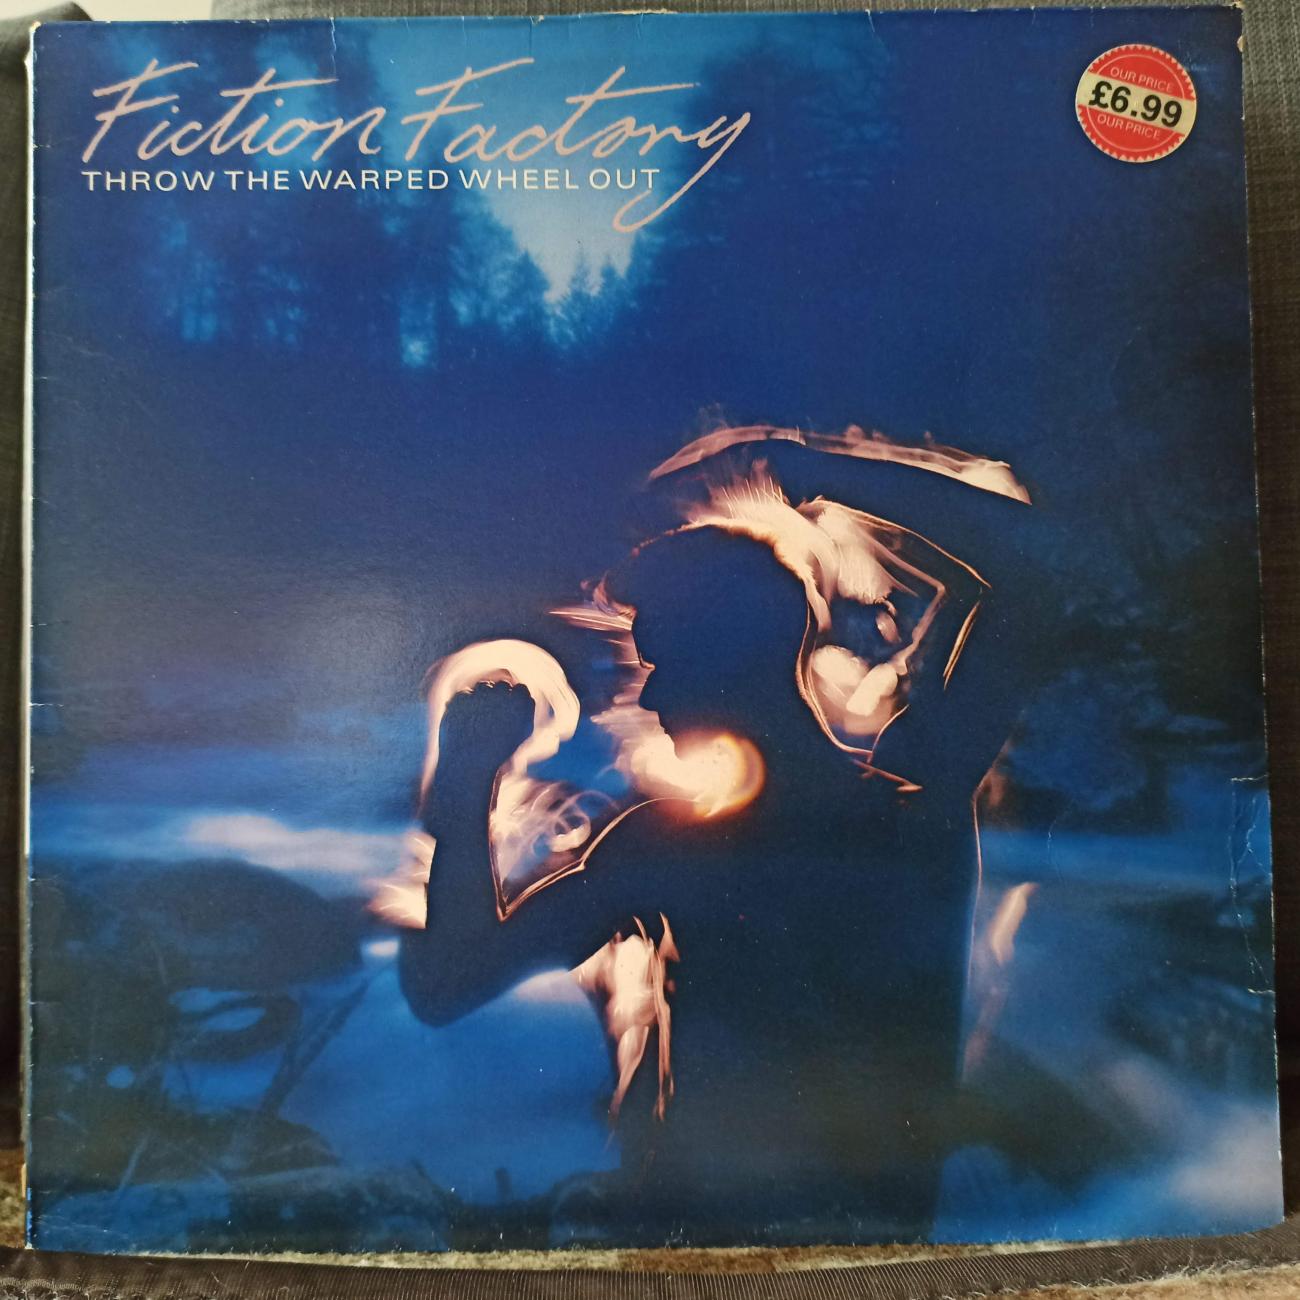 Fiction Factory
THROW THE WARPED WHEEL OUT
OUR PRICE
£6.99
OUR PRICE